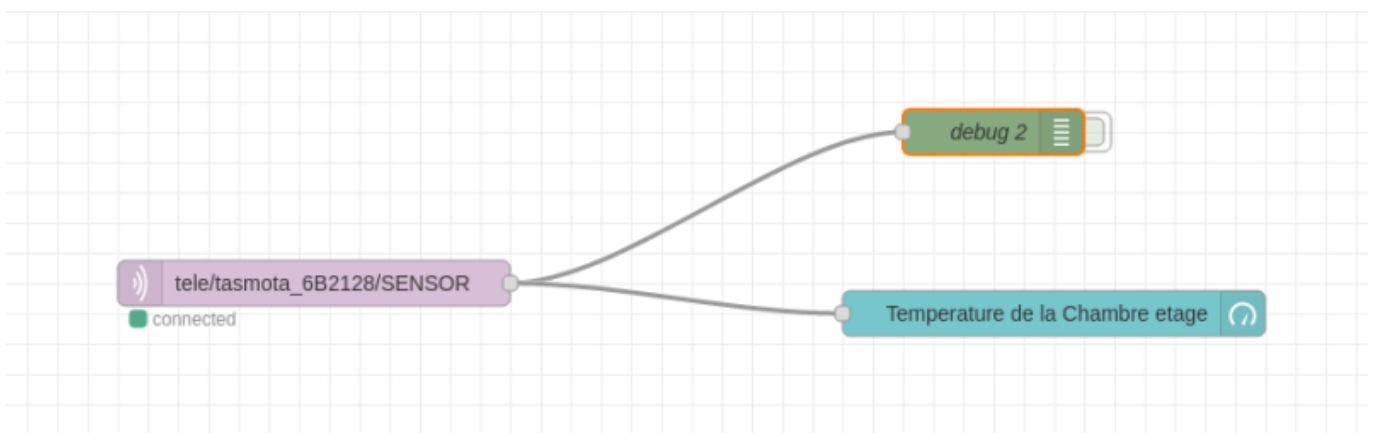 debug 2
tele/tasmota_6B2128/SENSOR
connected
Temperature de la Chambre etage